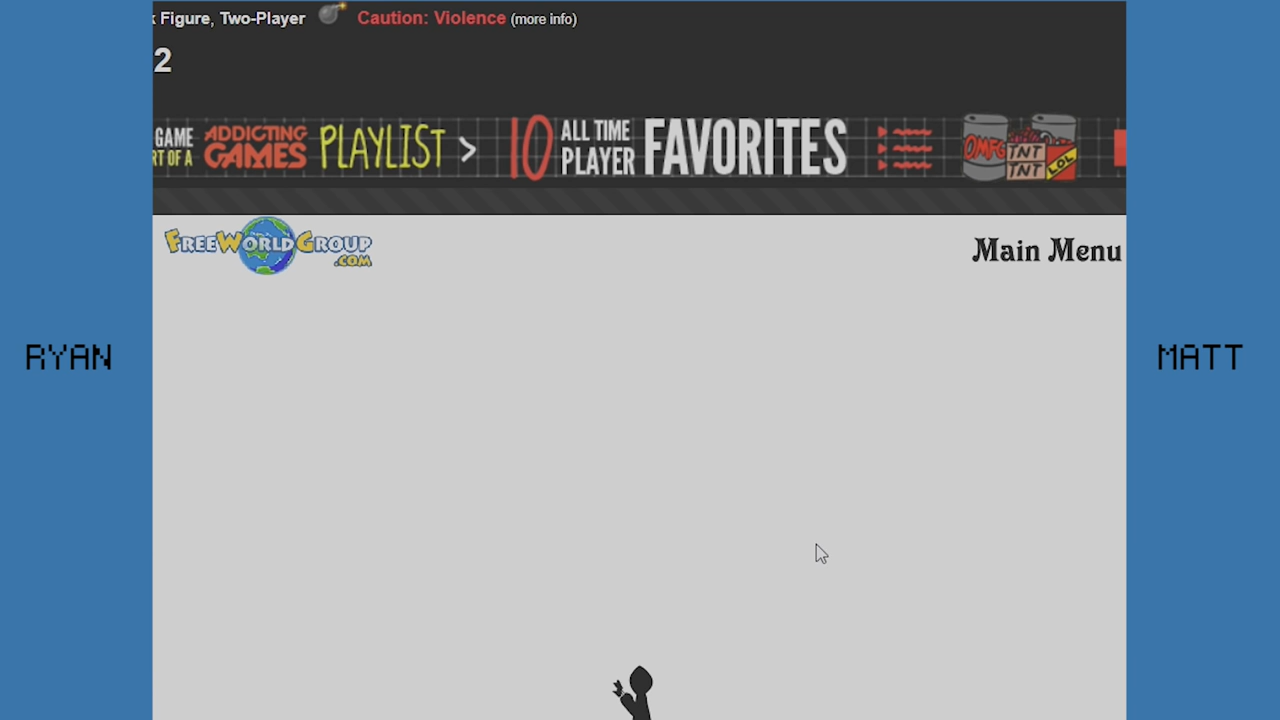 Figure, Two-Player Caution: Violence (more info)
2
GAME
RT OF A
ADDICTING
GAMES
PLAYLIST >
10 ALL TIME
PLAYER
FAVORITES
OMFG
TNT
TNT
LOL
FREEWORLDGROUP
.COM
Main Menu
RYAN
MATT